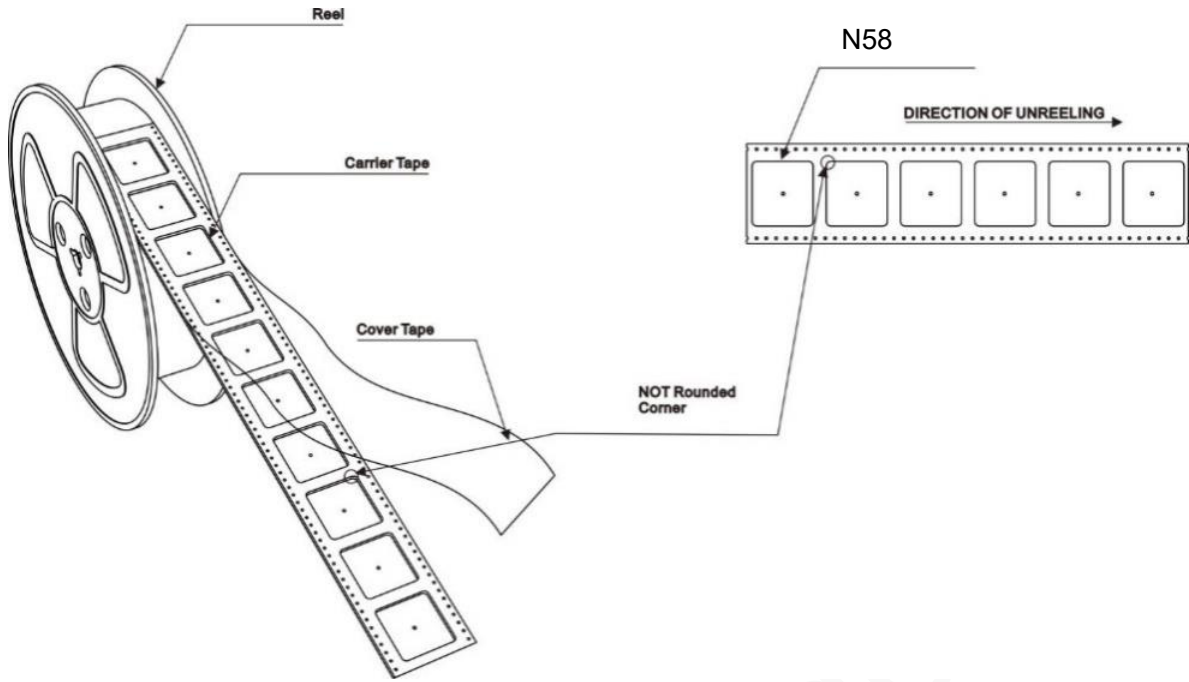 Reel
N58
DIRECTION OF UNREELING
Carrier Tape
Cover Tape
NOT Rounded
Corner